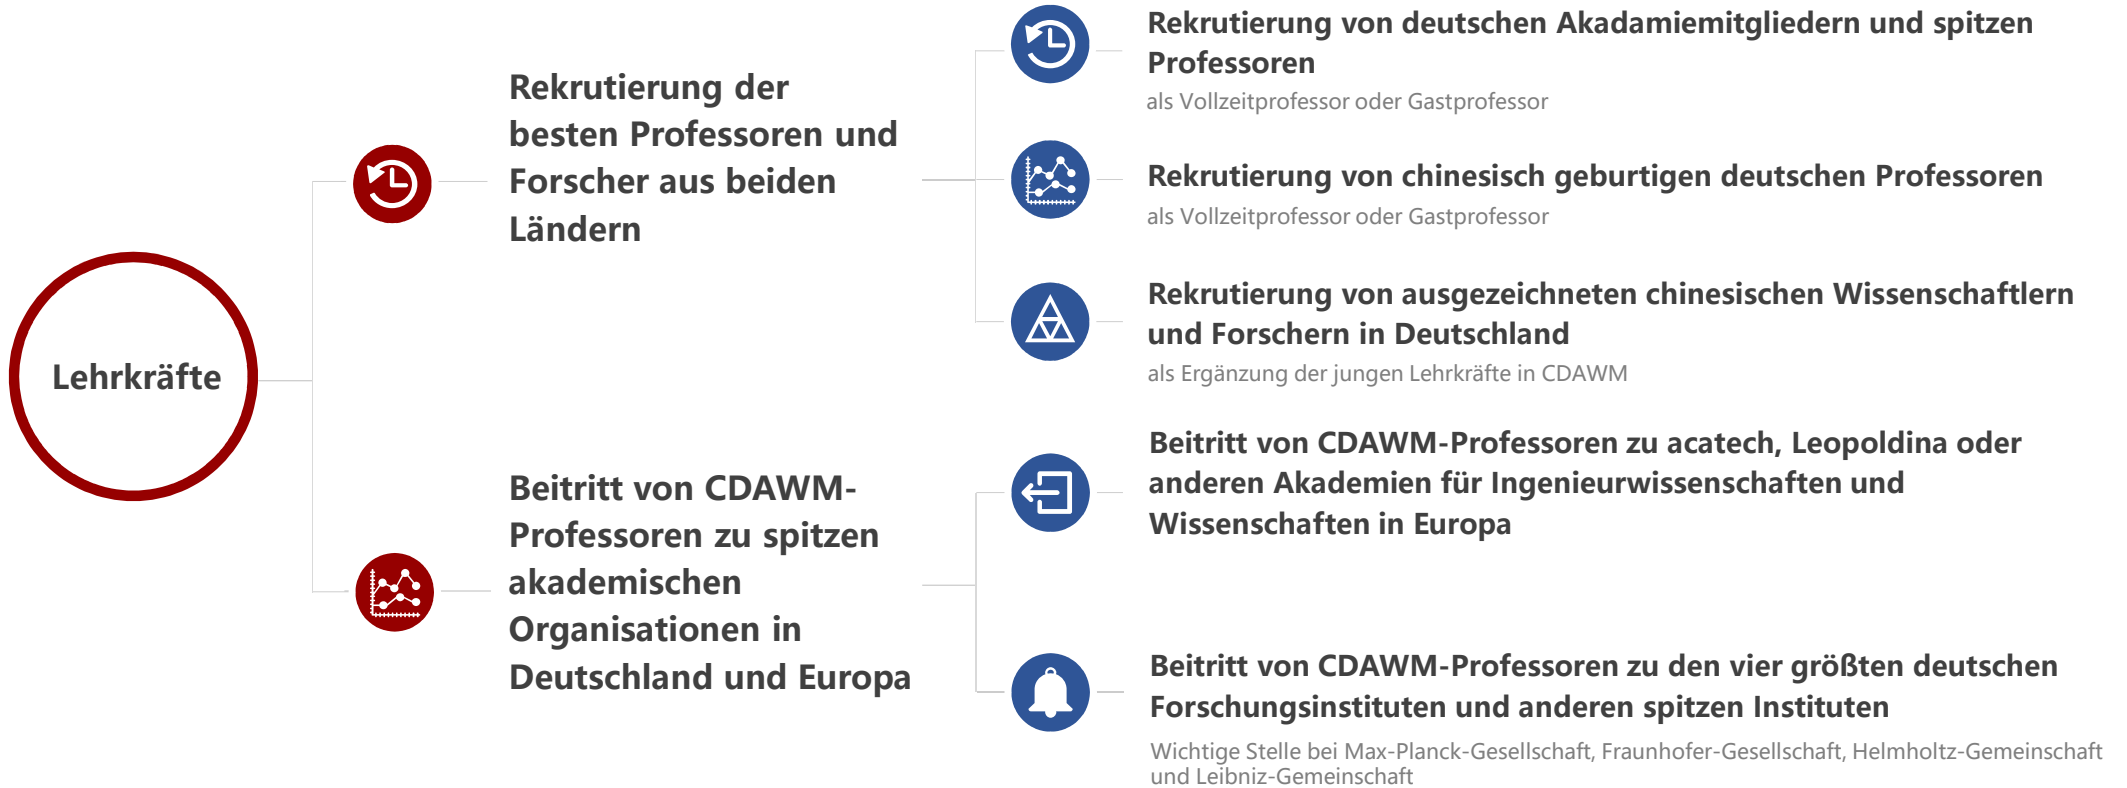 Lehrkräfte
Rekrutierung der
besten Professoren und
Forscher aus beiden
Ländern
Rekrutierung von deutschen Akadamiemitgliedern und spitzen
Professoren
als Vollzeitprofessor oder Gastprofessor
Rekrutierung von chinesisch geburtigen deutschen Professoren
als Vollzeitprofessor oder Gastprofessor
Rekrutierung von ausgezeichneten chinesischen Wissenschaftlern
und Forschern in Deutschland
als Ergänzung der jungen Lehrkräfte in CDAWM
Beitritt von CDAWM-
Professoren zu spitzen
akademischen
Organisationen in
Deutschland und Europa
Beitritt von CDAWM-Professoren zu acatech, Leopoldina oder
anderen Akademien für Ingenieurwissenschaften und
Wissenschaften in Europa
Beitritt von CDAWM-Professoren zu den vier größten deutschen
Forschungsinstituten und anderen spitzen Instituten
Wichtige Stelle bei Max-Planck-Gesellschaft, Fraunhofer-Gesellschaft, Helmholtz-Gemeinschaft
und Leibniz-Gemeinschaft